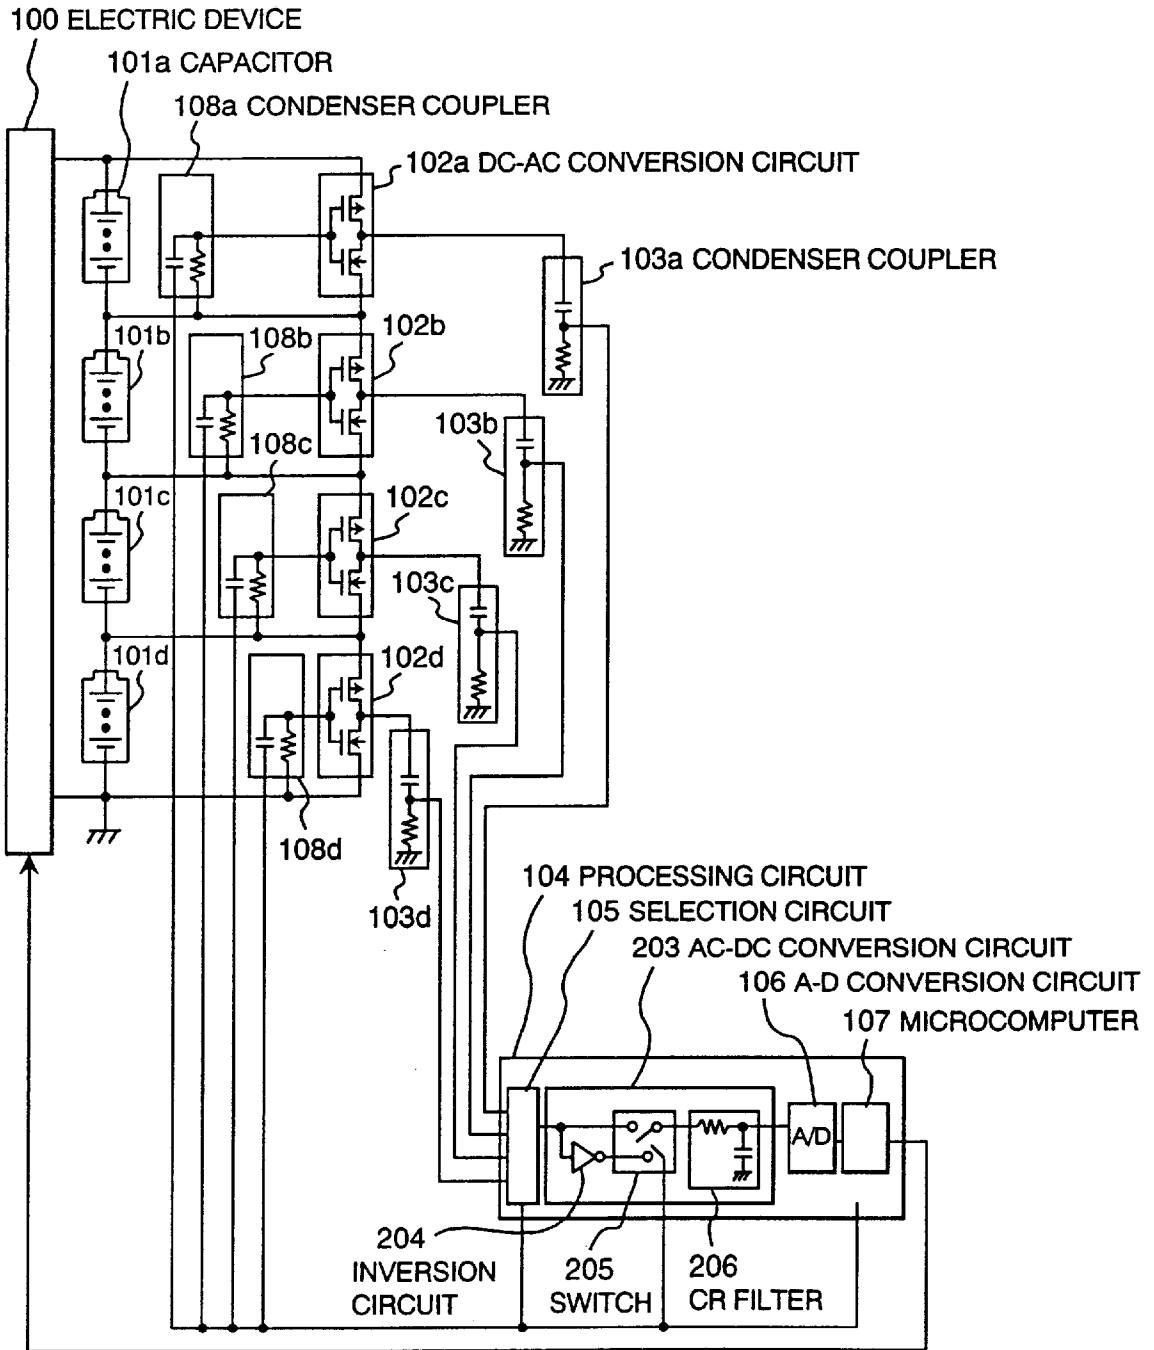 100 ELECTRIC DEVICE
101a CAPACITOR
108a CONDENSER COUPLER
102a DC-AC CONVERSION CIRCUIT
103a CONDENSER COUPLER
101b
108b
102b
103b
108c
101c
102c
103c
101d
102d
108d
103d
104 PROCESSING CIRCUIT
105 SELECTION CIRCUIT
203 AC-DC CONVERSION CIRCUIT
106 A-D CONVERSION CIRCUIT
107 MICROCOMPUTER
A/D
204
INVERSION
CIRCUIT
205
SWITCH
206
CR FILTER